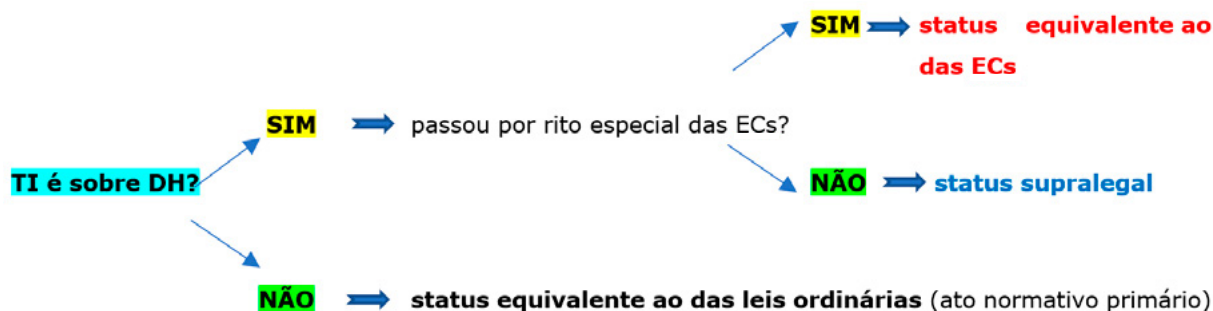 SIM status equivalente ao
das ECs
SIM passou por rito especial das ECs?
TI é sobre DH?
NÃO status supralegal
NÃO status equivalente ao das leis ordinárias (ato normativo primário)